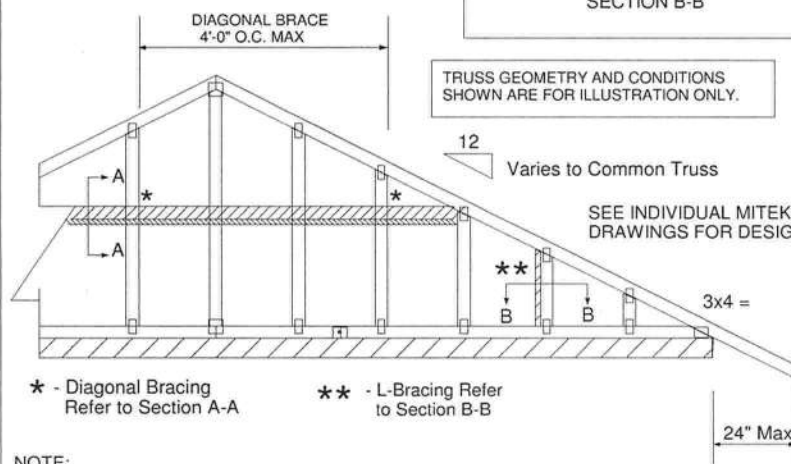 SECTION B-B
DIAGONAL BRACE
4'-0" O.C. MAX
TRUSS GEOMETRY AND CONDITIONS
SHOWN ARE FOR ILLUSTRATION ONLY.
12
Varies to Common Truss
A
*
*
SEE INDIVIDUAL MITEK
DRAWINGS FOR DESIG
A
**
B
B
3x4 =
* - Diagonal Bracing
Refer to Section A-A
** - L-Bracing Refer
to Section B-B
24" Max
NOTE: